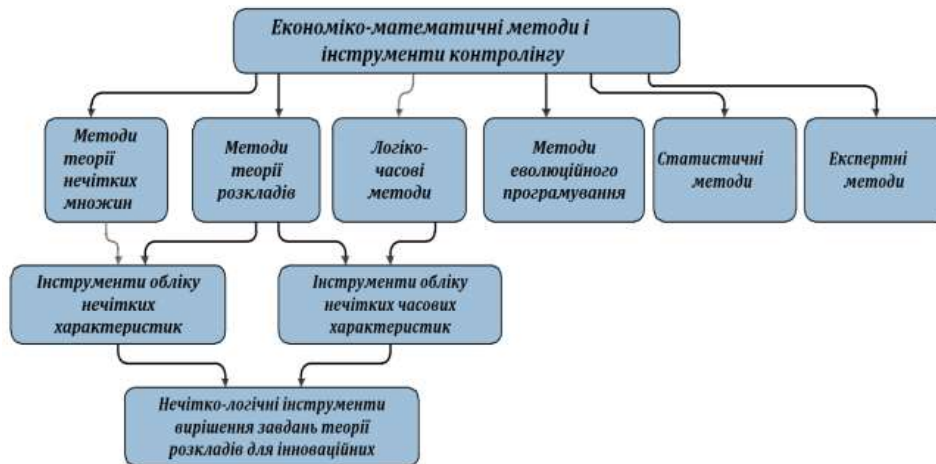 Економіко-математичні методи і
інструменти контролінгу
Методи
теорії
нечітких
множин
Методи
теорії
розкладів
Логіко-
часові
методи
Методи
еволюційного
програмування
Статистичні
методи
Експертні
методи
Інструменти обліку
нечітких
характеристик
Інструменти обліку
нечітких часових
характеристик
Нечітко-логічні інструменти
вирішення завдань теорії
розкладів для інноваційних